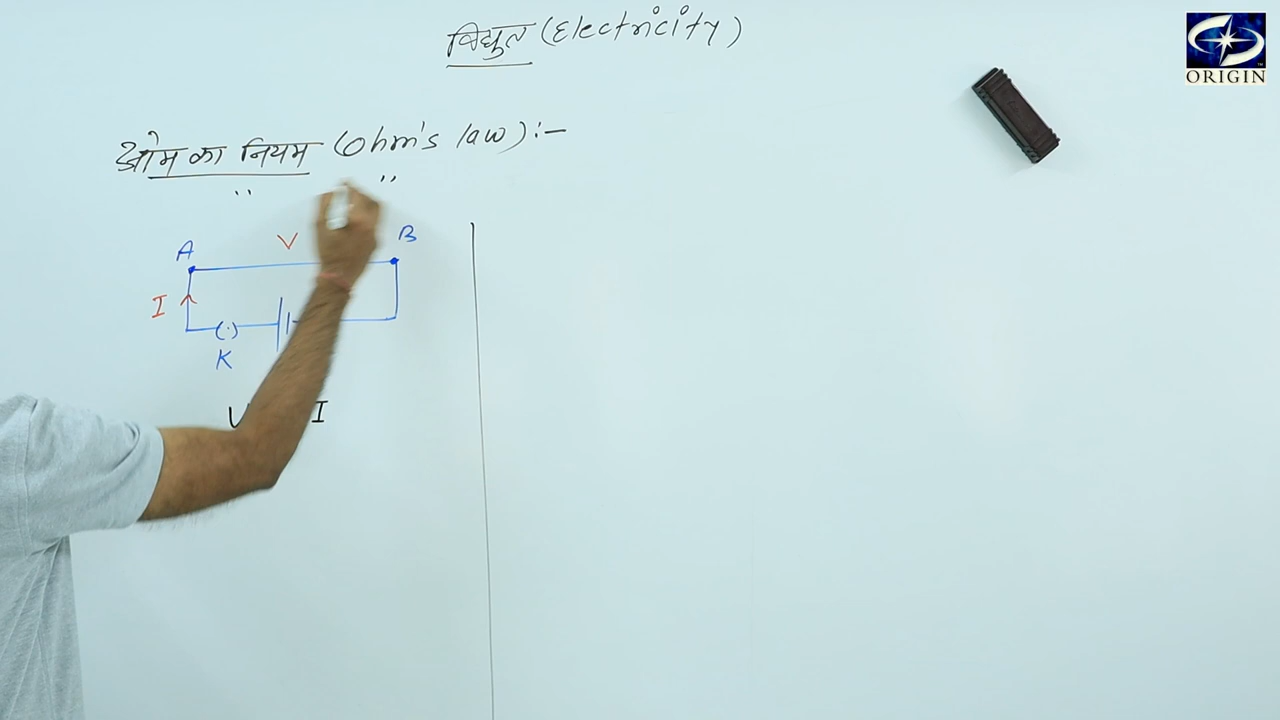 विद्युत (Electricity)
ORIGIN
ओम का नियम (Ohm's law) :-
" "
A V B
I
K
V I